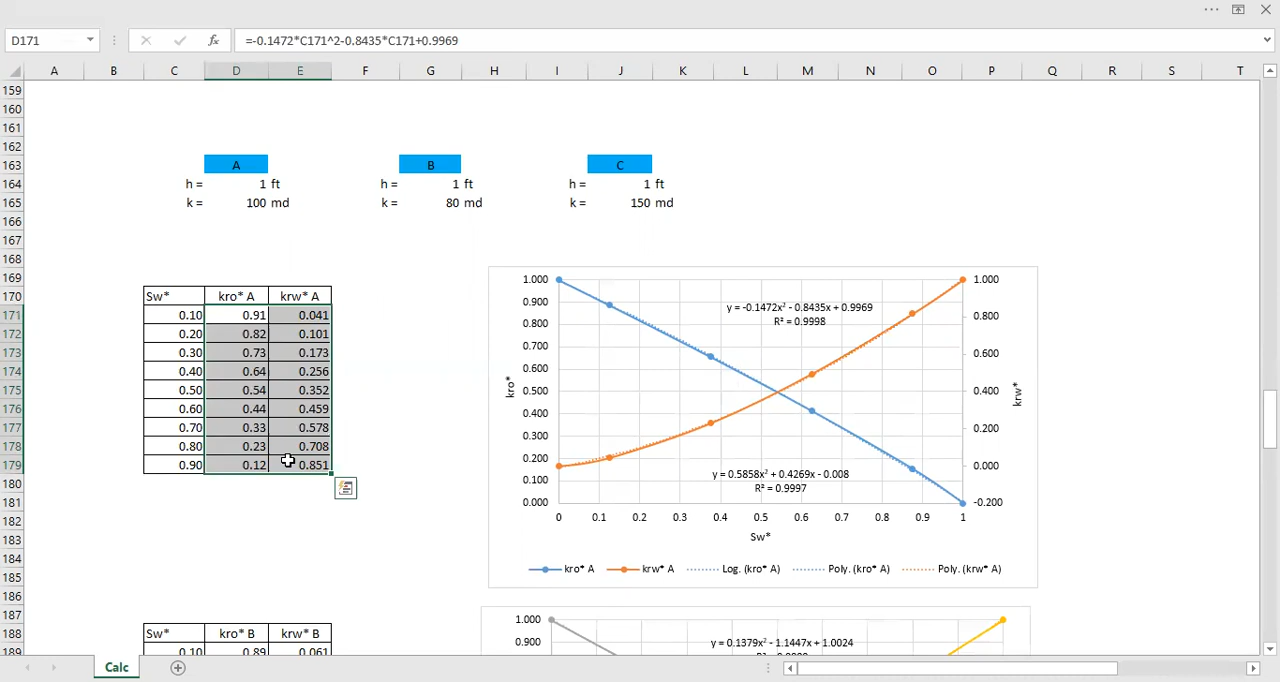 D171 fx =-0.1472*C171^2-0.8435*C171+0.9969
A B C D E F G H I J K L M N O P Q R S T
159
160
161
162
163 A B C
164 h = 1 ft h = 1 ft h = 1 ft
165 k = 100 md k = 80 md k = 150 md
166
167
168
169
170 Sw* kro* A krw* A
171 0.10 0.91 0.041
172 0.20 0.82 0.101
173 0.30 0.73 0.173
174 0.40 0.64 0.256
175 0.50 0.54 0.352
176 0.60 0.44 0.459
177 0.70 0.33 0.578
178 0.80 0.23 0.708
179 0.90 0.12 0.851
180
181
182
183
184
185
186
187
188 Sw* kro* B krw* B
189 0.10 0.89 0.061
1.000
0.900
0.800
0.700
0.600
0.500
0.400
0.300
0.200
0.100
0.000
kro*
y = -0.1472x² - 0.8435x + 0.9969
R² = 0.9998
y = 0.5858x² + 0.4269x - 0.008
R² = 0.9997
1.000
0.800
0.600
0.400
0.200
0.000
-0.200
krw*
0 0.1 0.2 0.3 0.4 0.5 0.6 0.7 0.8 0.9 1
Sw*
kro* A krw* A Log. (kro* A) Poly. (kro* A) Poly. (krw* A)
1.000
0.900
y = 0.1379x² - 1.1447x + 1.0024
1.000
Calc